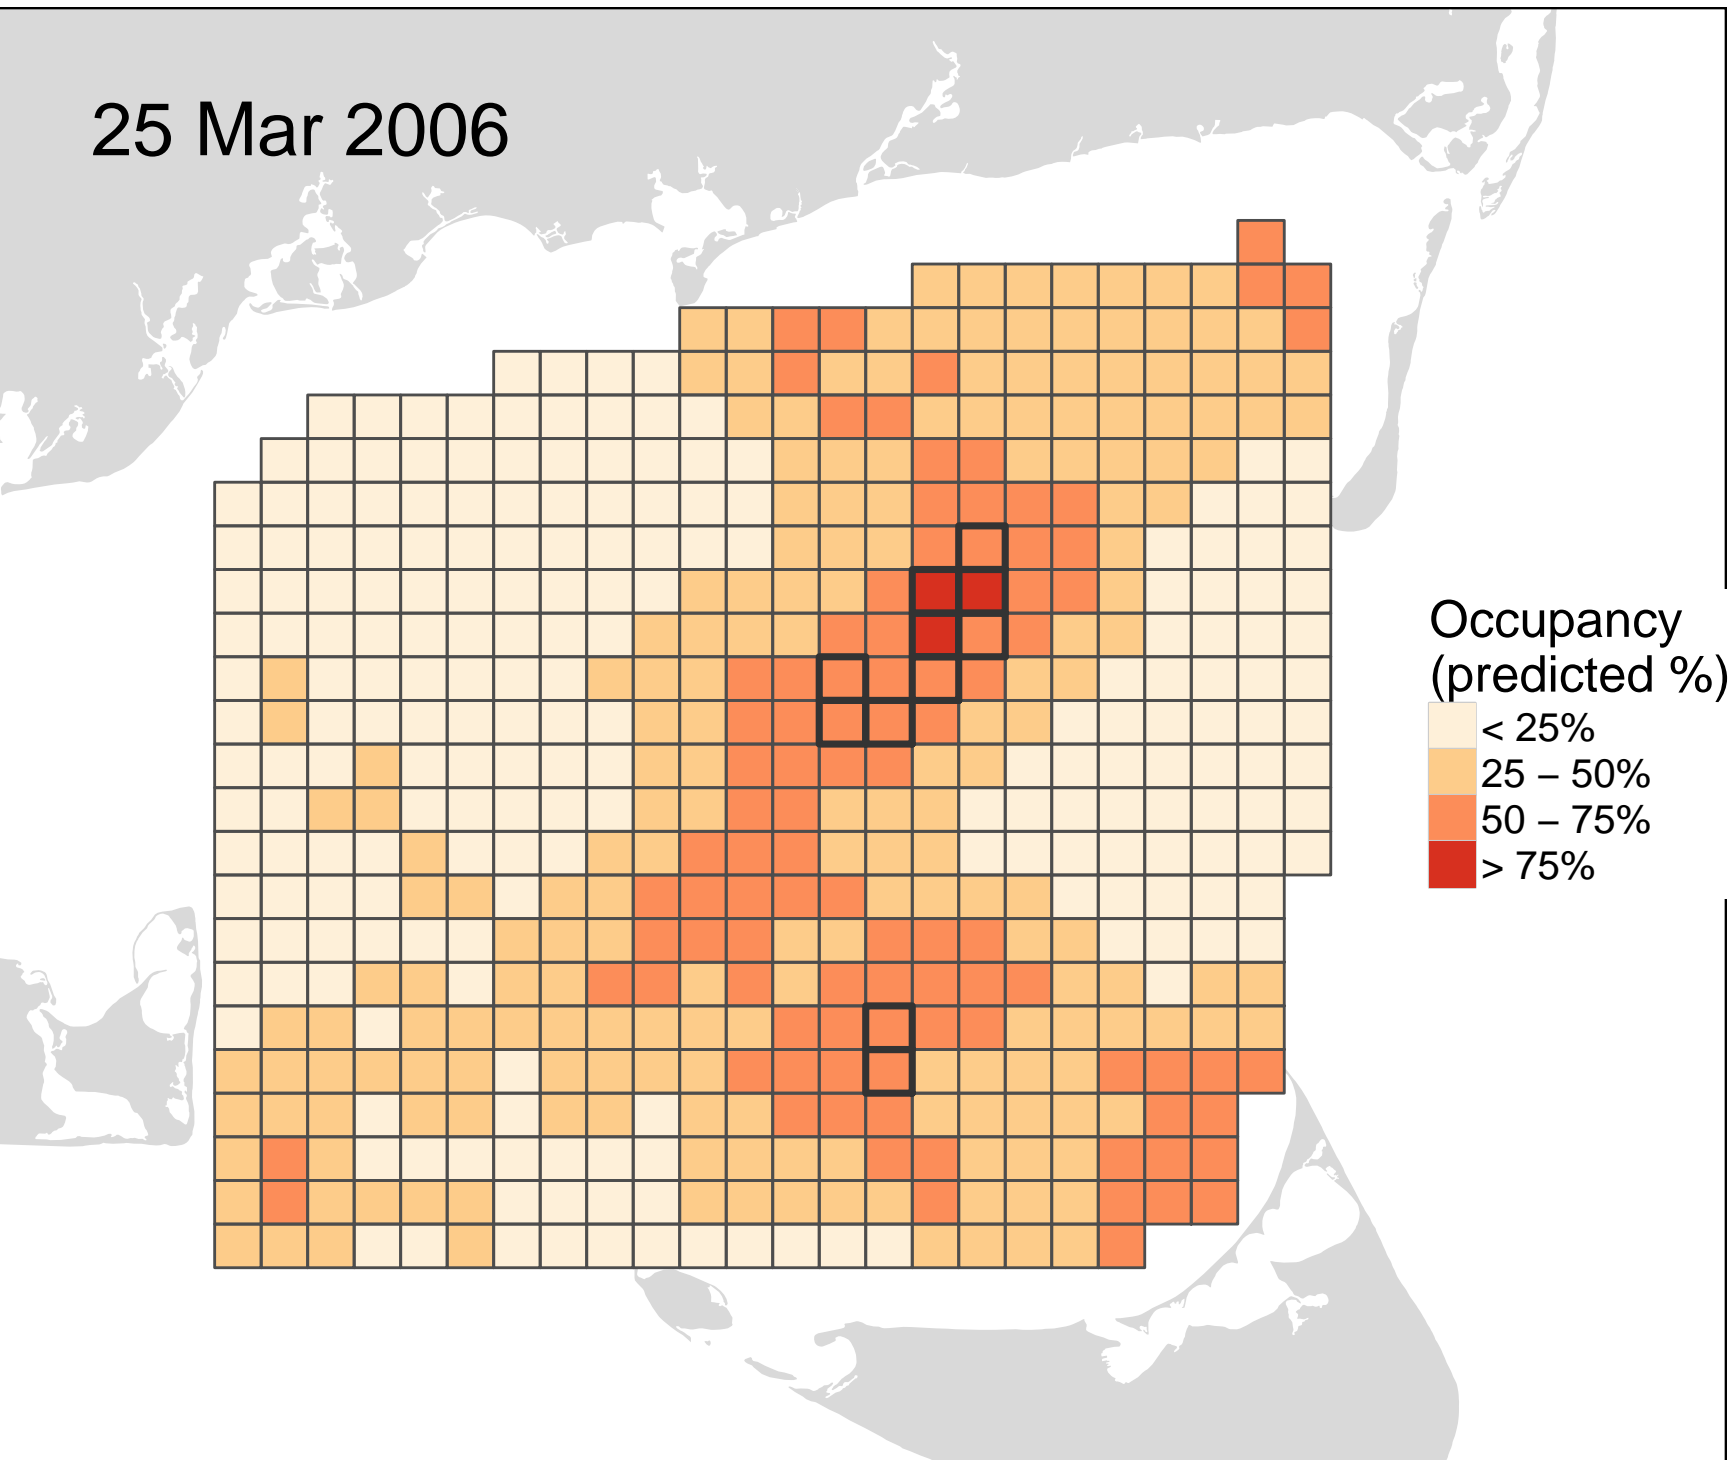 25 Mar 2006
Occupancy
(predicted %)
< 25%
25 – 50%
50 – 75%
> 75%